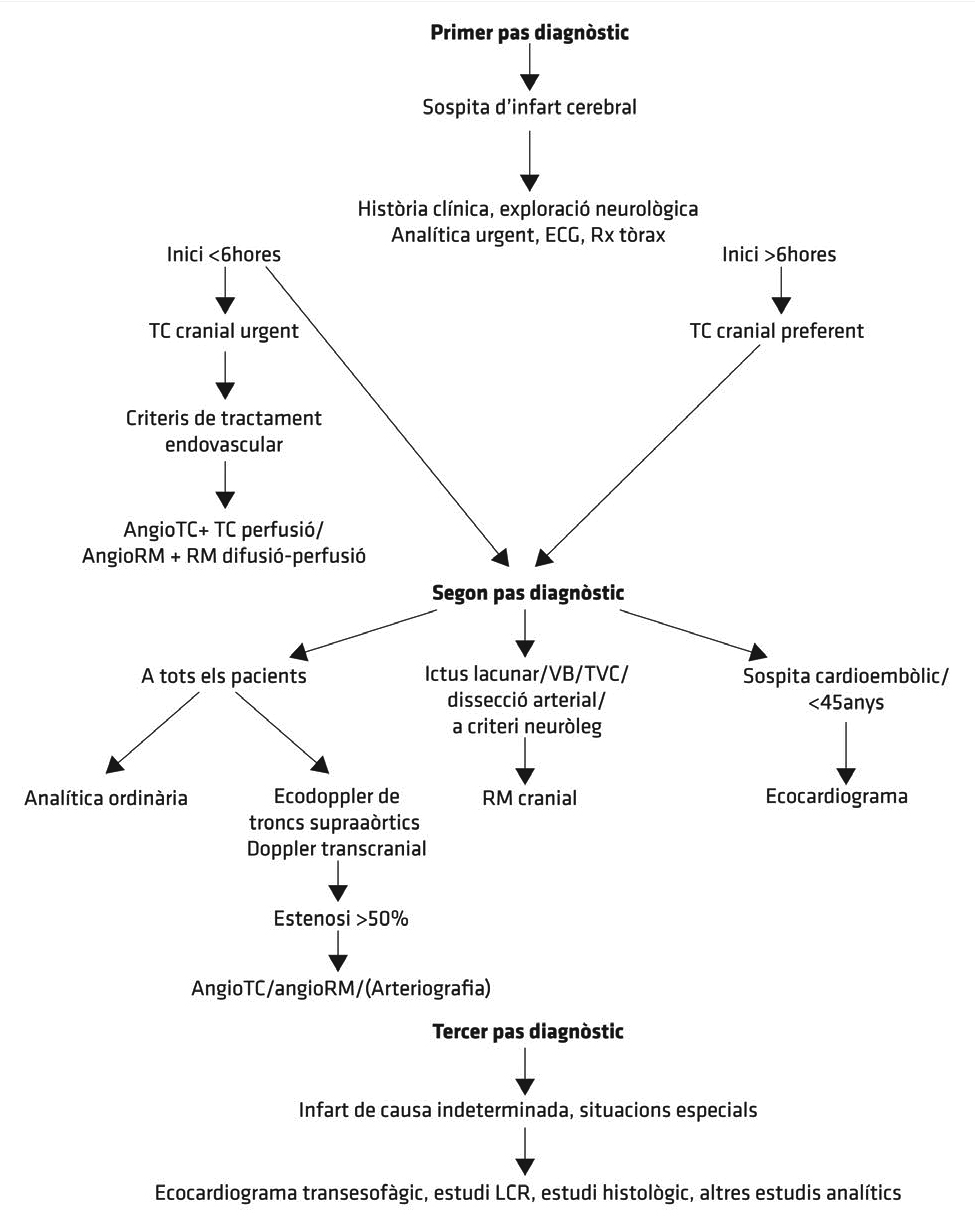 Primer pas diagnòstic
Sospita d'infart cerebral
Història clínica, exploració neurològica
Analítica urgent, ECG, Rx tòrax
Inici <6hores
Inici >6hores
TC cranial urgent
TC cranial preferent
Criteris de tractament
endovascular
AngioTC+ TC perfusió/
AngioRM + RM difusió-perfusió
Segon pas diagnòstic
A tots els pacients
Ictus lacunar/VB/TVC/
dissecció arterial/
a criteri neuròleg
Sospita cardioembòlic/
<45anys
Analítica ordinària
Ecodoppler de
troncs supraaòrtics
Doppler transcranial
RM cranial
Ecocardiograma
Estenosi >50%
AngioTC/angioRM/(Arteriografia)
Tercer pas diagnòstic
Infart de causa indeterminada, situacions especials
Ecocardiograma transesofàgic, estudi LCR, estudi histològic, altres estudis analítics